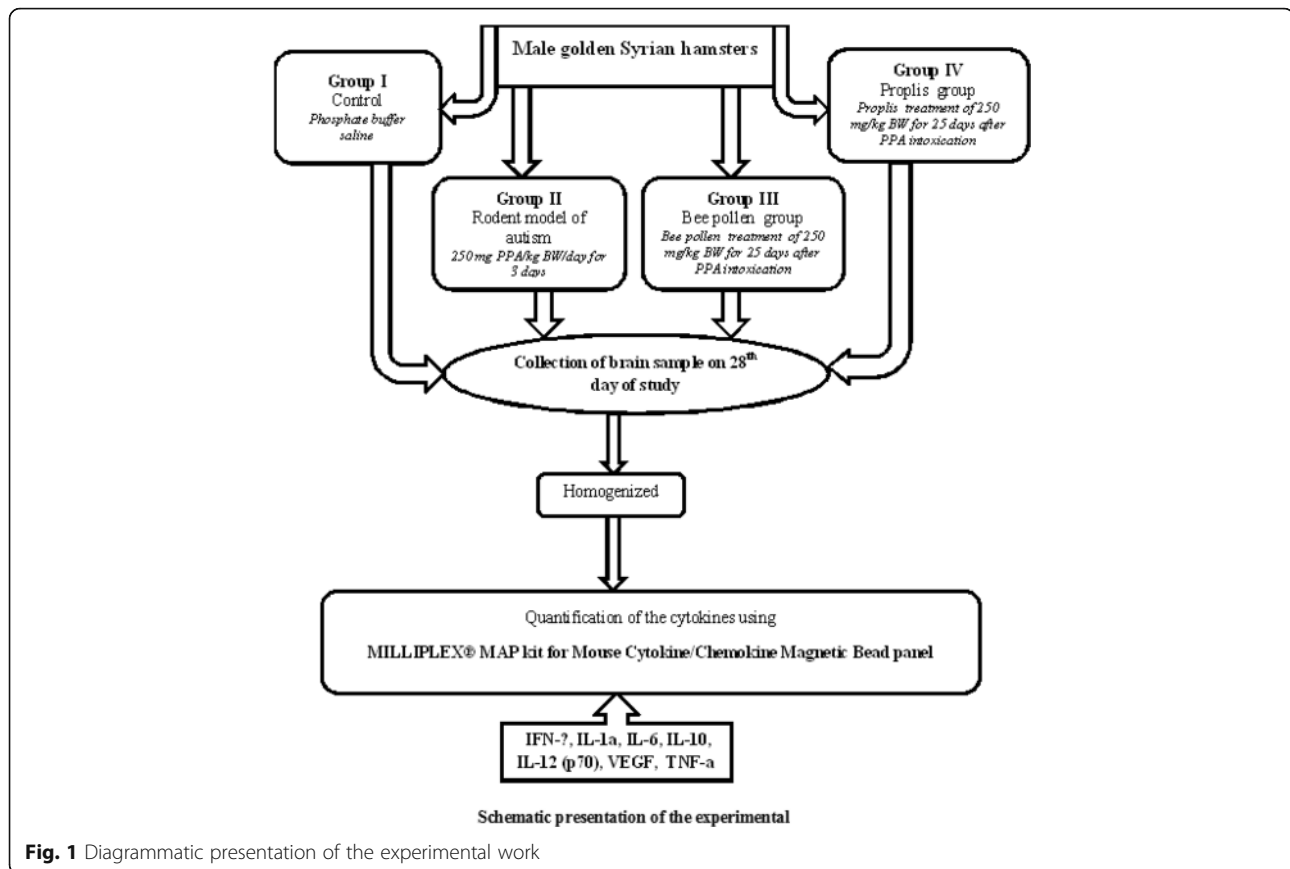 Male golden Syrian hamsters
Group I
Control
Phosphate buffer
saline
Group IV
Proplis group
Proplis treatment of 250
mg/kg BW for 25 days after
PPA intoxication
Group II
Rodent model of
autism
250 mg PPA/kg BW/day for
3 days
Group III
Bee pollen group
Bee pollen treatment of 250
mg/kg BW for 25 days after
PPA intoxication
Collection of brain sample on 28th
day of study
Homogenized
Quantification of the cytokines using
MILLIPLEX® MAP kit for Mouse Cytokine/Chemokine Magnetic Bead panel
IFN-?, IL-1a, IL-6, IL-10,
IL-12 (p70), VEGF, TNF-a
Schematic presentation of the experimental
Fig. 1 Diagrammatic presentation of the experimental work